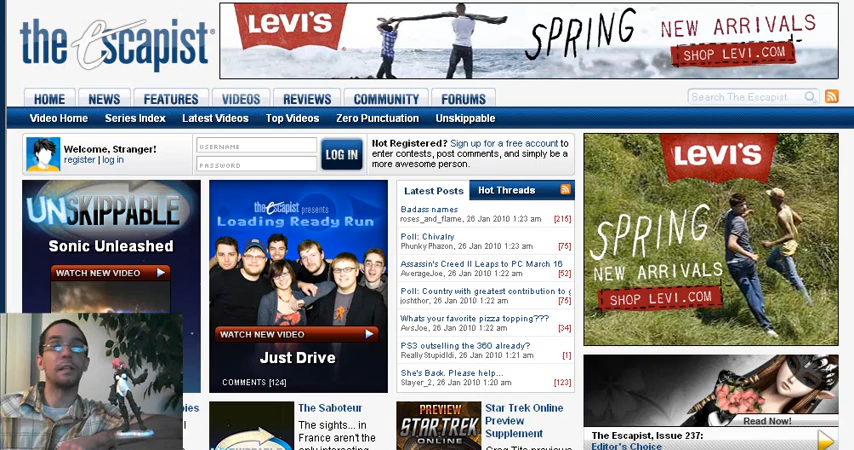 the escapist
LEVI'S
SPRING
NEW ARRIVALS
SHOP LEVI.COM
HOME
NEWS
FEATURES
VIDEOS
REVIEWS
COMMUNITY
FORUMS
Search The Escapist
Video Home
Series Index
Latest Videos
Top Videos
Zero Punctuation
Unskippable
Welcome, Stranger!
register | log in
USERNAME
PASSWORD
LOG IN
Not Registered? Sign up for a free account to
enter contests, post comments, and simply be a
more awesome person.
UNSKIPPABLE
Sonic Unleashed
WATCH NEW VIDEO
the escapist presents
Loading Ready Run
WATCH NEW VIDEO
Just Drive
COMMENTS [124]
Latest Posts
Hot Threads
Badass names
roses_and_flame, 26 Jan 2010 1:23 am [215]
Poll: Chivalry
Phunky Phazon, 26 Jan 2010 1:23 am [75]
Assassin's Creed II Leaps to PC March 16
AverageJoe, 26 Jan 2010 1:22 am [52]
Poll: Country with greatest contribution to g
joshthor, 26 Jan 2010 1:22 am [75]
Whats your favorite pizza topping???
AvsJoe, 26 Jan 2010 1:22 am [34]
PS3 outselling the 360 already?
ReallyStupidIdi, 26 Jan 2010 1:21 am [1]
She's Back. Please help...
Slayer_2, 26 Jan 2010 1:20 am [123]
LEVI'S
SPRING
NEW ARRIVALS
SHOP LEVI.COM
The Saboteur
The sights... in
France aren't the
PREVIEW
STAR TREK
ONLINE
Star Trek Online
Preview
Supplement
Read Now!
The Escapist, Issue 237:
Editor's Choice